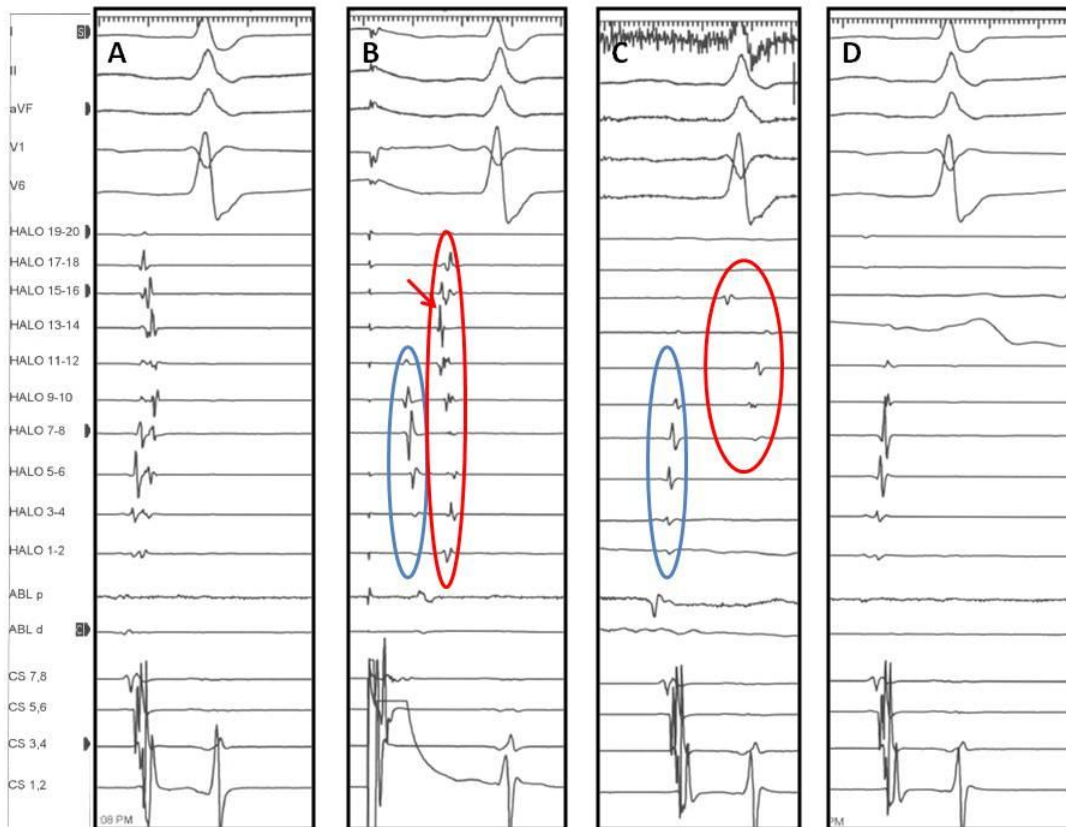 A B C D
I S
II
aVF
V1
V6
HALO 19-20
HALO 17-18
HALO 15-16
HALO 13-14
HALO 11-12
HALO 9-10
HALO 7-8
HALO 5-6
HALO 3-4
HALO 1-2
ABL p
ABL d C
CS 7,8
CS 5,6
CS 3,4
CS 1,2
08 PM PM